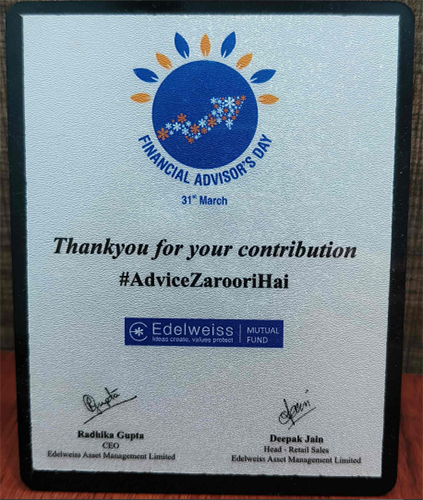 FINANCIAL ADVISOR'S DAY
31st March
Thankyou for your contribution
#AdviceZarooriHai
Edelweiss
Ideas create, values protect
MUTUAL
FUND
Gupta
Radhika Gupta
CEO
Edelweiss Asset Management Limited
Deepak Jain
Head - Retail Sales
Edelweiss Asset Management Limited